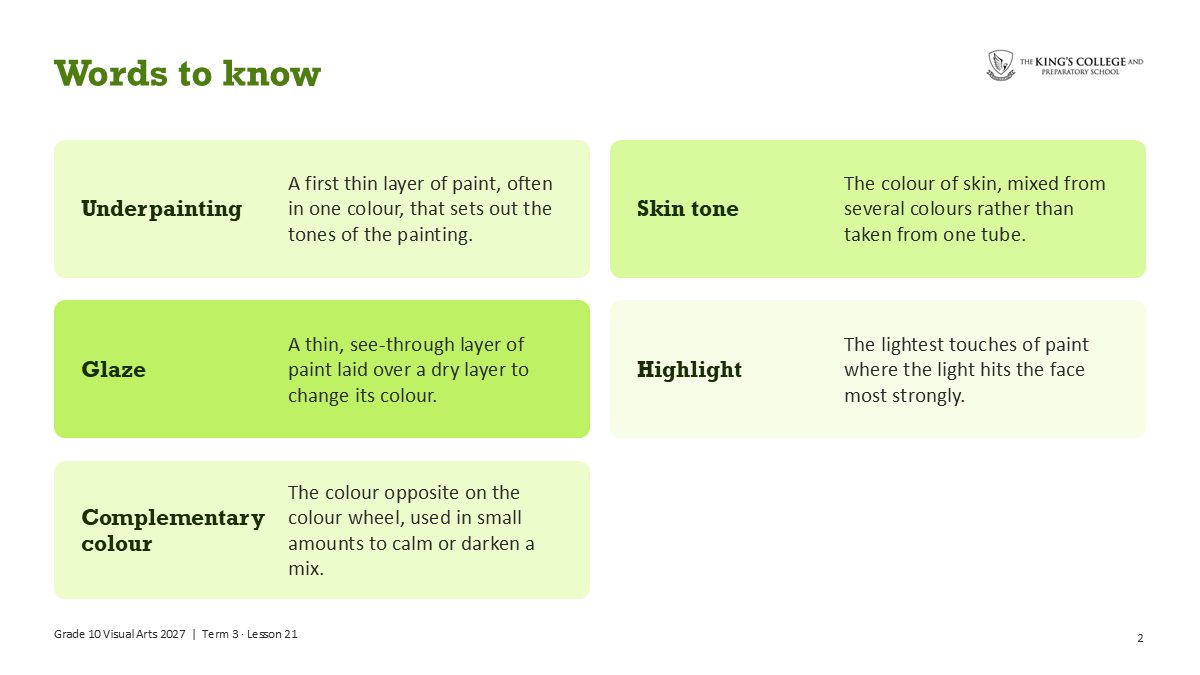 Words to know
THE KING'S COLLEGE AND
PREPARATORY SCHOOL
Underpainting
A first thin layer of paint, often
in one colour, that sets out the
tones of the painting.
Skin tone
The colour of skin, mixed from
several colours rather than
taken from one tube.
Glaze
A thin, see-through layer of
paint laid over a dry layer to
change its colour.
Highlight
The lightest touches of paint
where the light hits the face
most strongly.
Complementary
colour
The colour opposite on the
colour wheel, used in small
amounts to calm or darken a
mix.
Grade 10 Visual Arts 2027 | Term 3 · Lesson 21
2